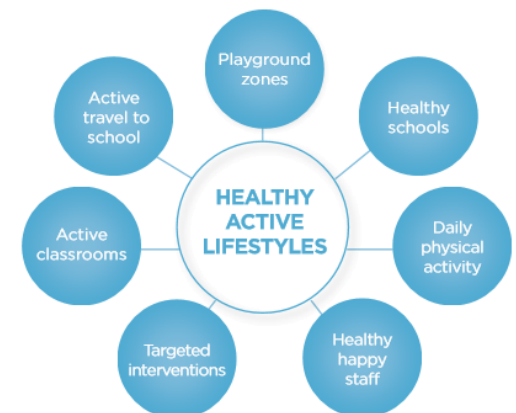 Playground
zones
Healthy
schools
Daily
physical
activity
Healthy
happy
staff
Targeted
interventions
Active
classrooms
Active
travel to
school
HEALTHY
ACTIVE
LIFESTYLES